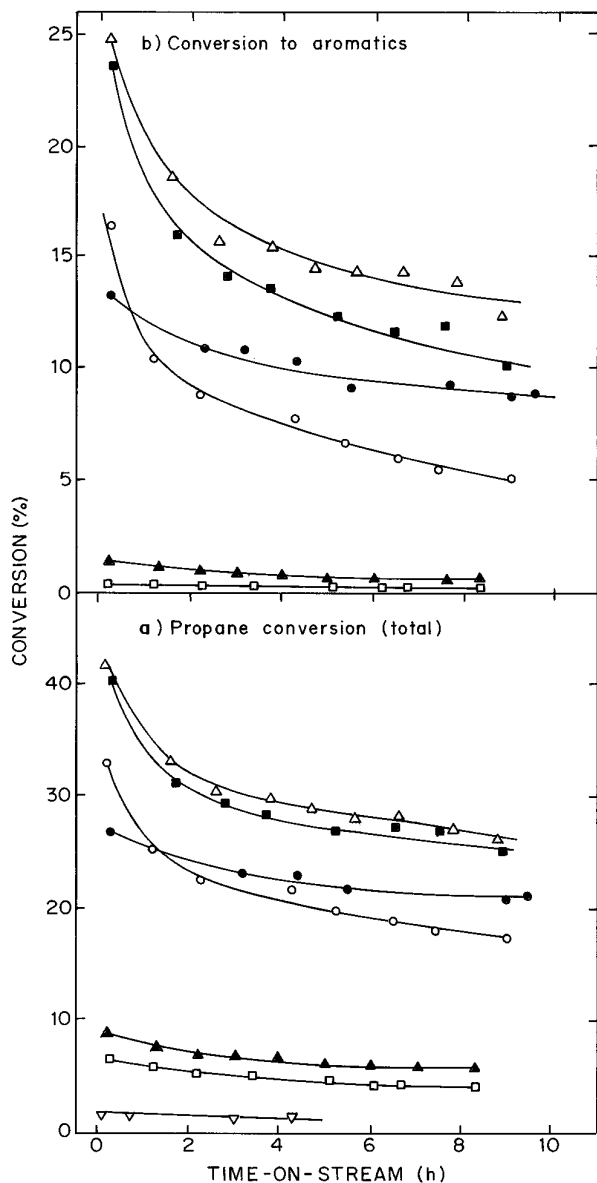 b) Conversion to aromatics
25
20
15
10
5
0
CONVERSION (%)
a) Propane conversion (total)
40
30
20
10
0
0 2 4 6 8 10
TIME-ON-STREAM (h)